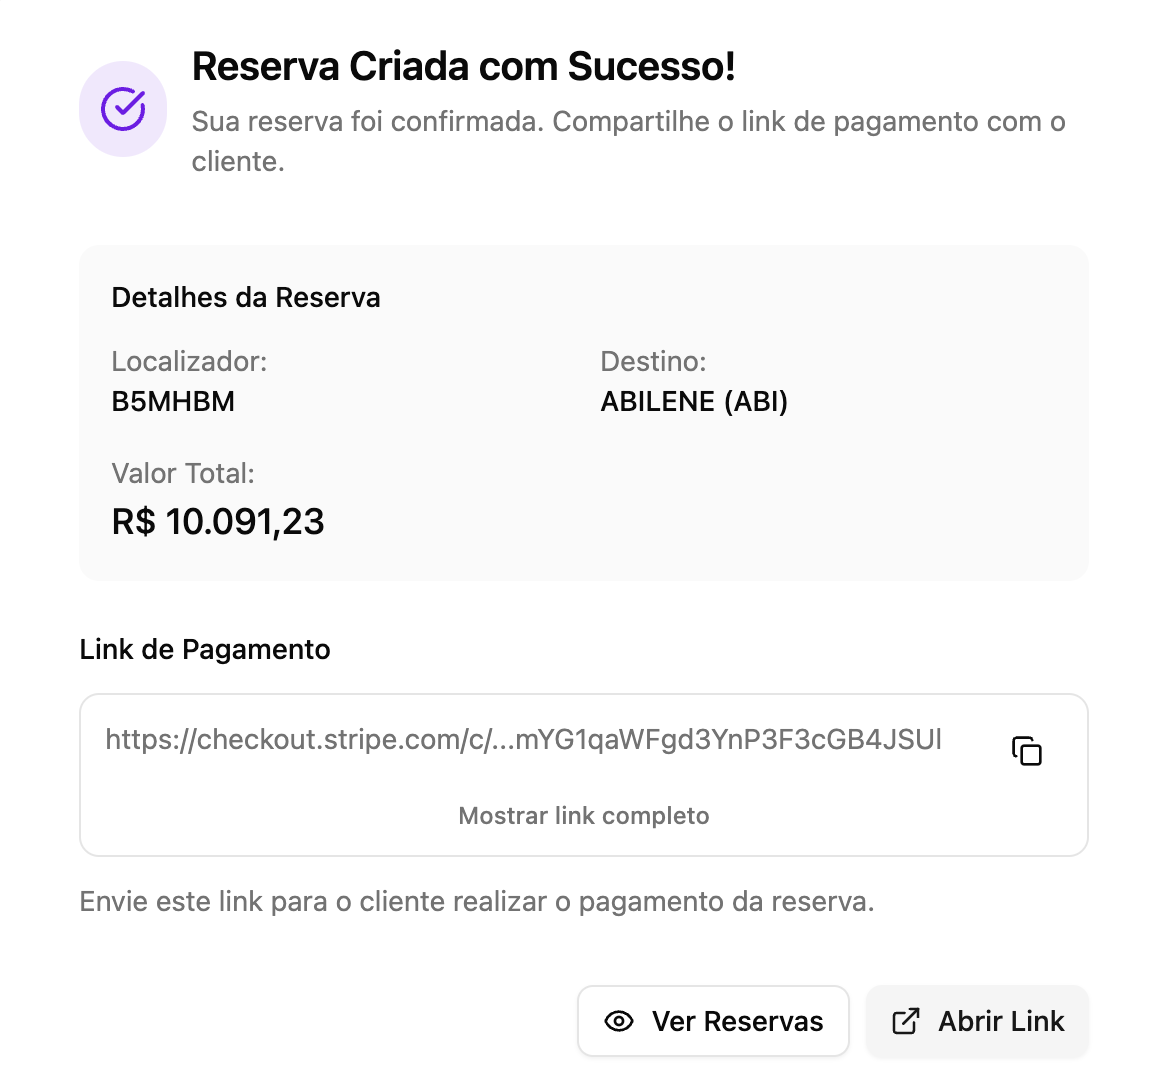 Reserva Criada com Sucesso!
Sua reserva foi confirmada. Compartilhe o link de pagamento com o
cliente.
Detalhes da Reserva
Localizador:
B5MHBM
Destino:
ABILENE (ABI)
Valor Total:
R$ 10.091,23
Link de Pagamento
https://checkout.stripe.com/c/...mYG1qaWFgd3YnP3F3cGB4JSUl
Mostrar link completo
Envie este link para o cliente realizar o pagamento da reserva.
Ver Reservas
Abrir Link